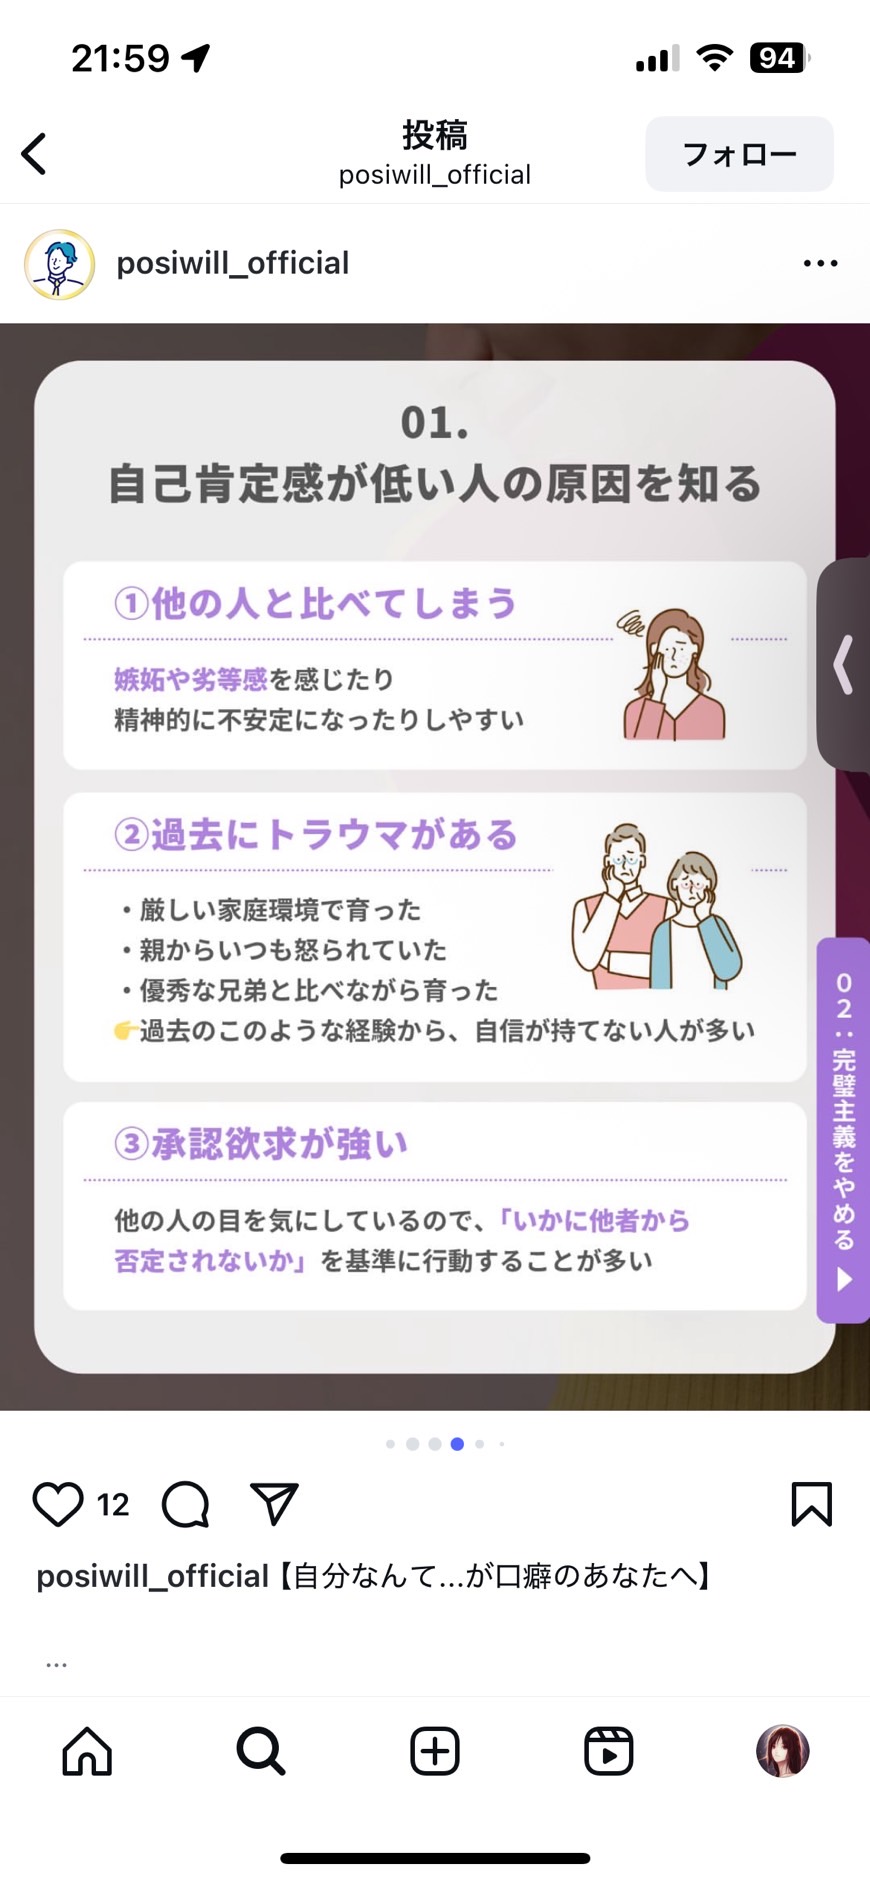 21:59
94
投稿
posiwill_official
フォロー
posiwill_official
01.
自己肯定感が低い人の原因を知る
①他の人と比べてしまう
嫉妬や劣等感を感じたり
精神的に不安定になったりしやすい
②過去にトラウマがある
・厳しい家庭環境で育った
・親からいつも怒られていた
・優秀な兄弟と比べながら育った
👉過去のこのような経験から、自信が持てない人が多い
③承認欲求が強い
他の人の目を気にしているので、「いかに他者から
否定されないか」を基準に行動することが多い
02:完璧主義をやめる▶
12
posiwill_official【自分なんて...が口癖のあなたへ】
...